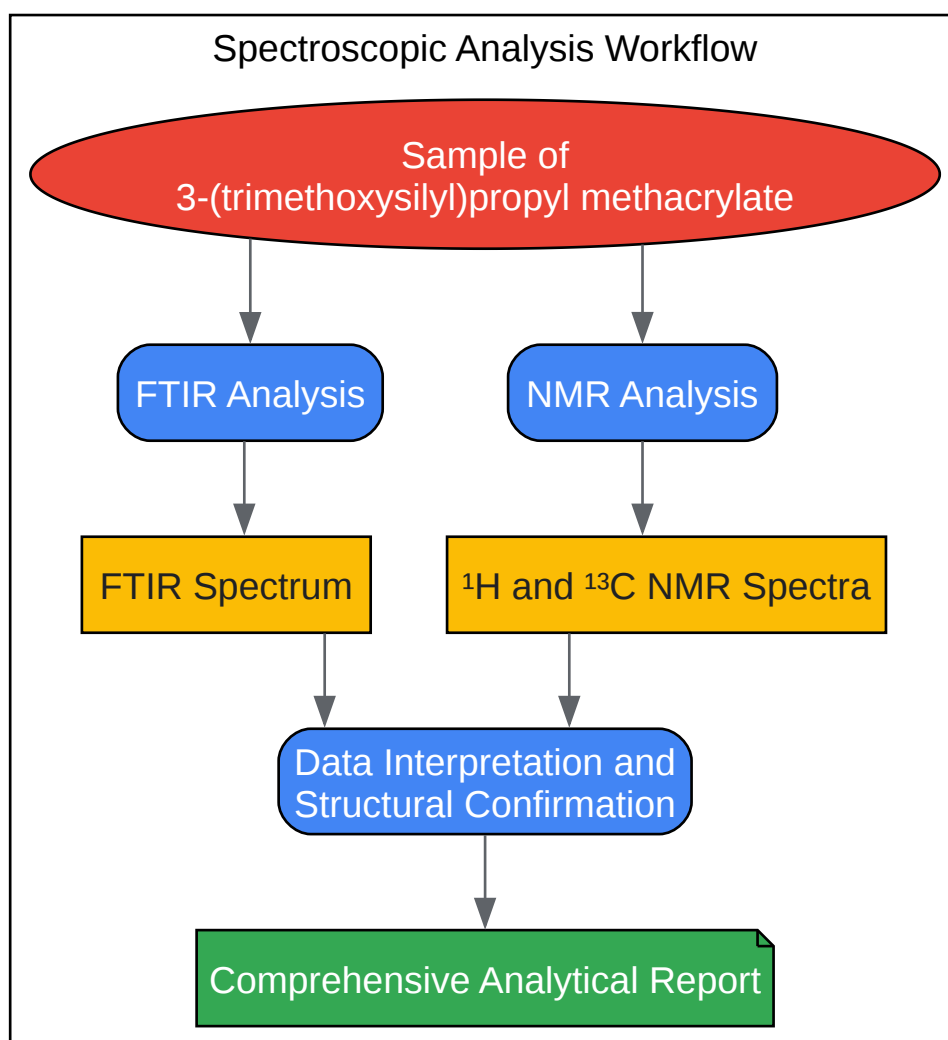 Spectroscopic Analysis Workflow
Sample of
3-(trimethoxysilyl)propyl methacrylate
FTIR Analysis
NMR Analysis
FTIR Spectrum
¹H and ¹³C NMR Spectra
Data Interpretation and
Structural Confirmation
Comprehensive Analytical Report